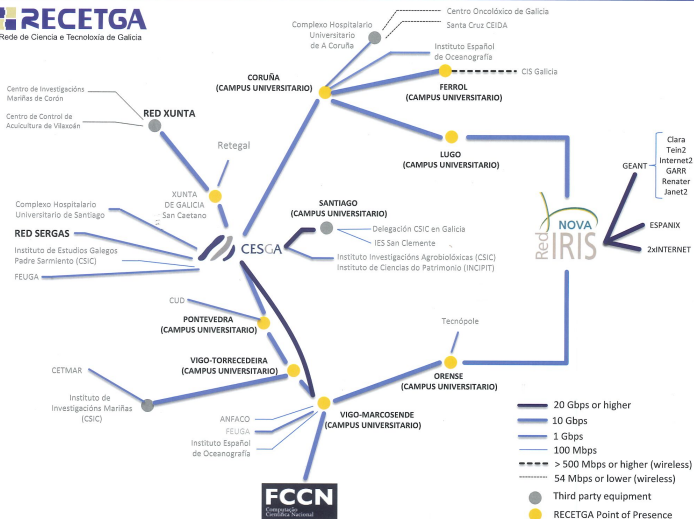 RECETGA
Rede de Ciencia e Tecnoloxía de Galicia
Centro Oncolóxico de Galicia
Santa Cruz CEIDA
Complexo Hospitalario
Universitario
de A Coruña
Instituto Español
de Oceanografía
CIS Galicia
CORUÑA
(CAMPUS UNIVERSITARIO)
FERROL
(CAMPUS UNIVERSITARIO)
Centro de Investigacións
Mariñas de Corón
Centro de Control de
Acuicultura de Vilaxoén
RED XUNTA
Retegal
LUGO
(CAMPUS UNIVERSITARIO)
GEANT
Clara
Tein2
Internet2
GARR
Renater
Janet2
XUNTA
DE GALICIA
San Caetano
Complexo Hospitalario
Universitario de Santiago
RED SERGAS
Instituto de Estudios Galegos
Padre Sarmiento (CSIC)
FEUGA
CESGA
SANTIAGO
(CAMPUS UNIVERSITARIO)
Delegación CSIC en Galicia
IES San Clemente
Instituto Investigacións Agrobiolóxicas (CSIC)
Instituto de Ciencias do Patrimonio (INCIPIT)
Red
NOVA
IRIS
ESPANIX
2xINTERNET
CUD
PONTEVEDRA
(CAMPUS UNIVERSITARIO)
Tecnópole
VIGO-TORRECEDEIRA
(CAMPUS UNIVERSITARIO)
ORENSE
(CAMPUS UNIVERSITARIO)
CETMAR
Instituto de
Investigacións Mariñas
(CSIC)
ANFACO
FEUGA
Instituto Español
de Oceanografía
VIGO-MARCOSENDE
(CAMPUS UNIVERSITARIO)
FCCN
Computação
Científica Nacional
20 Gbps or higher
10 Gbps
1 Gbps
100 Mbps
> 500 Mbps or higher (wireless)
54 Mbps or lower (wireless)
Third party equipment
RECETGA Point of Presence